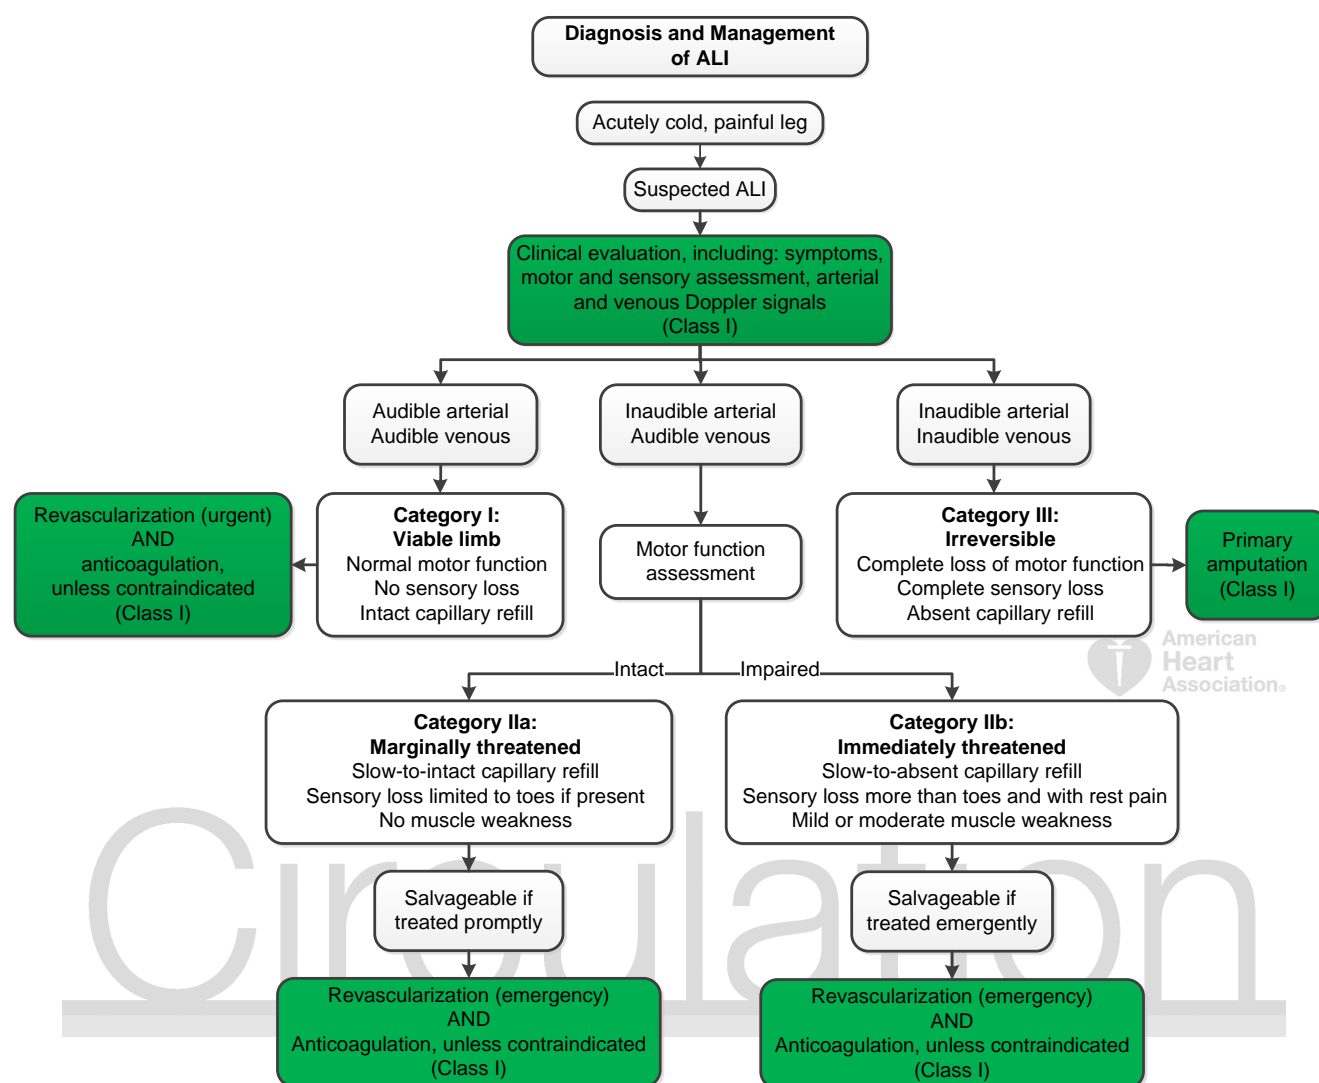 Diagnosis and Management
of ALI
Acutely cold, painful leg
Suspected ALI
Clinical evaluation, including: symptoms,
motor and sensory assessment, arterial
and venous Doppler signals
(Class I)
Audible arterial
Audible venous
Inaudible arterial
Audible venous
Inaudible arterial
Inaudible venous
Revascularization (urgent)
AND
anticoagulation,
unless contraindicated
(Class I)
Category I:
Viable limb
Normal motor function
No sensory loss
Intact capillary refill
Motor function
assessment
Category III:
Irreversible
Complete loss of motor function
Complete sensory loss
Absent capillary refill
Primary
amputation
(Class I)
American
Heart
Association®
Intact
Impaired
Category IIa:
Marginally threatened
Slow-to-intact capillary refill
Sensory loss limited to toes if present
No muscle weakness
Category IIb:
Immediately threatened
Slow-to-absent capillary refill
Sensory loss more than toes and with rest pain
Mild or moderate muscle weakness
Circulation
Salvageable if
treated promptly
Salvageable if
treated emergently
Revascularization (emergency)
AND
Anticoagulation, unless contraindicated
(Class I)
Revascularization (emergency)
AND
Anticoagulation, unless contraindicated
(Class I)